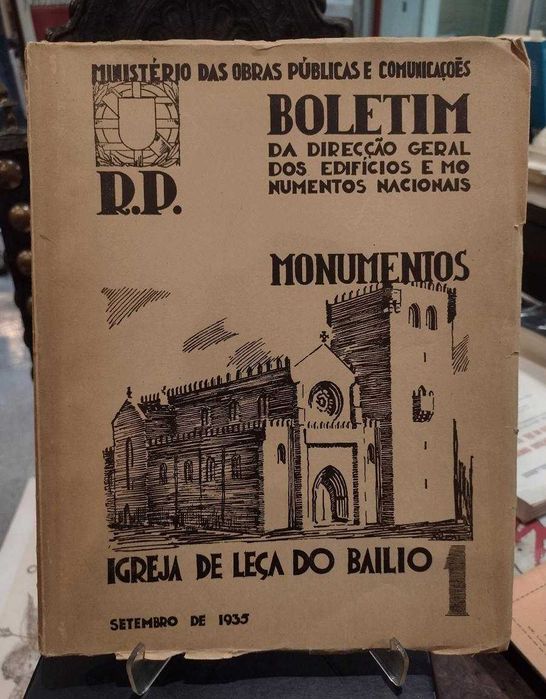 MINISTÉRIO DAS OBRAS PÚBLICAS E COMUNICAÇÕES
BOLETIM
DA DIRECÇÃO GERAL
DOS EDIFÍCIOS E MO
NUMENTOS NACIONAIS
R.P.
MONUMENTOS
IGREJA DE LEÇA DO BAILIO 1
SETEMBRO DE 1935